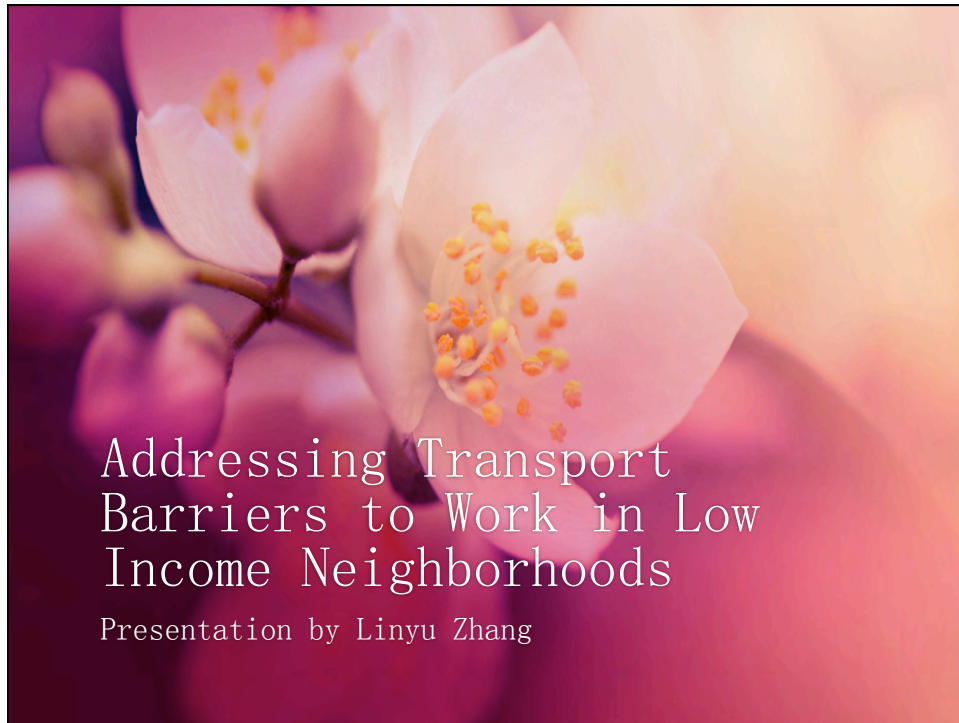 Addressing Transport
Barriers to Work in Low
Income Neighborhoods
Presentation by Linyu Zhang